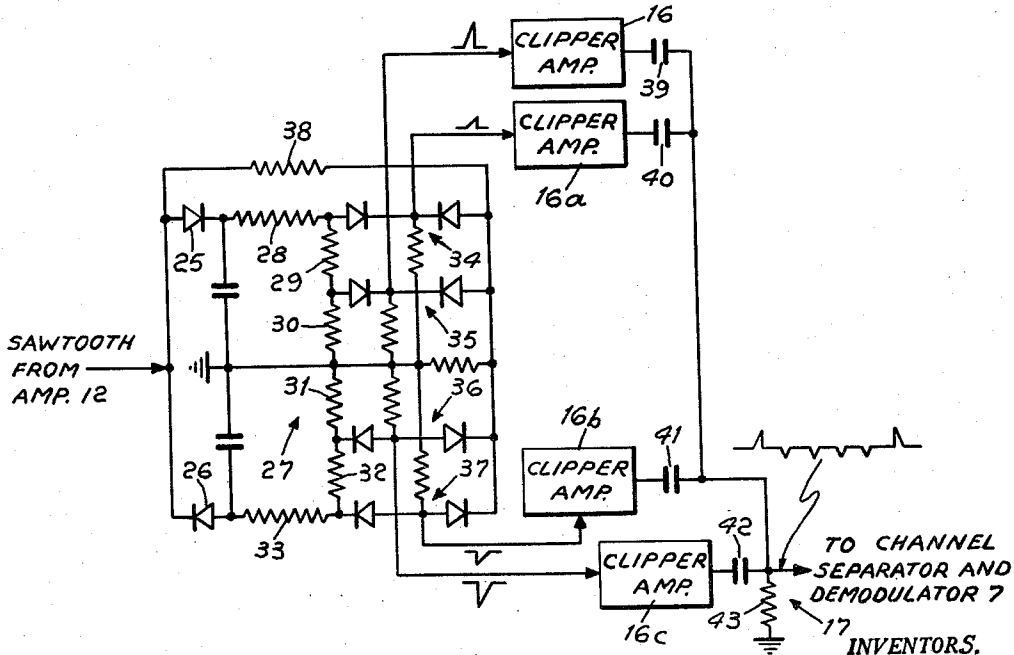 16
CLIPPER
AMP.
39
CLIPPER
AMP.
40
16a
38
25
28
29
34
30
35
SAWTOOTH
FROM
AMP. 12
31
36
16b
41
27
32
37
CLIPPER
AMP.
26
33
42
CLIPPER
AMP.
TO CHANNEL
SEPARATOR AND
DEMODULATOR 7
43
17
16c
INVENTORS.